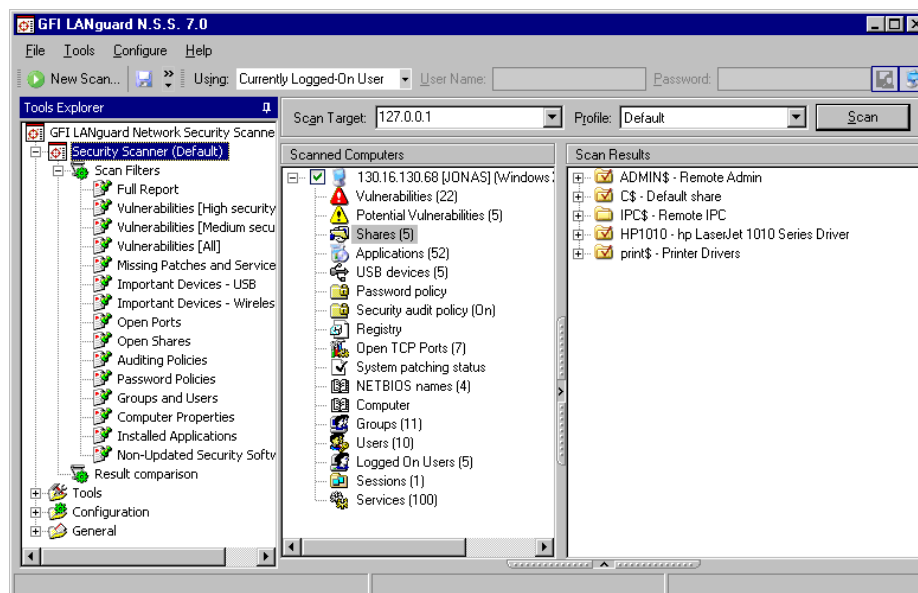 GFI LANguard N.S.S. 7.0
File Tools Configure Help
New Scan... Using: Currently Logged-On User User Name: Password:
Tools Explorer
GFI LANguard Network Security Scanne
Security Scanner (Default)
Scan Filters
Full Report
Vulnerabilities [High security
Vulnerabilities [Medium secu
Vulnerabilities [All]
Missing Patches and Service
Important Devices - USB
Important Devices - Wireles
Open Ports
Open Shares
Auditing Policies
Password Policies
Groups and Users
Computer Properties
Installed Applications
Non-Updated Security Softv
Result comparison
Tools
Configuration
General
Scan Target: 127.0.0.1 Profile: Default Scan
Scanned Computers
130.16.130.68 [JONAS] (Windows
Vulnerabilities (22)
Potential Vulnerabilities (5)
Shares (5)
Applications (52)
USB devices (5)
Password policy
Security audit policy (On)
Registry
Open TCP Ports (7)
System patching status
NETBIOS names (4)
Computer
Groups (11)
Users (10)
Logged On Users (5)
Sessions (1)
Services (100)
Scan Results
ADMIN$ - Remote Admin
C$ - Default share
IPC$ - Remote IPC
HP1010 - hp LaserJet 1010 Series Driver
print$ - Printer Drivers